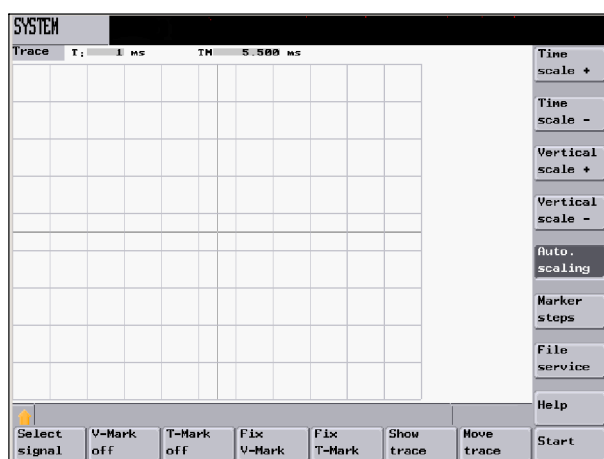 SYSTEM
Trace T: 1 ms TM 5.500 ms
Time
scale +
Time
scale -
Vertical
scale +
Vertical
scale -
Auto.
scaling
Marker
steps
File
service
Help
Select
signal
V-Mark
off
T-Mark
off
Fix
V-Mark
Fix
T-Mark
Show
trace
Move
trace
Start